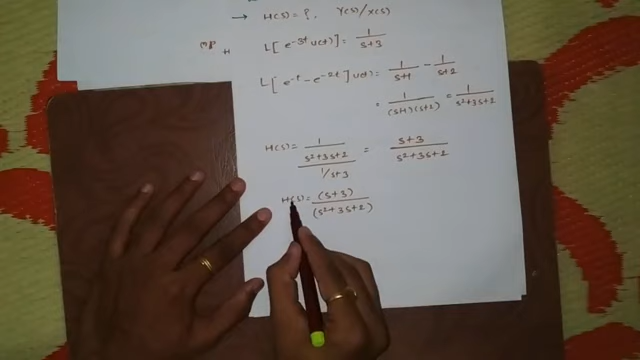 → H(s) = ?, Y(s)/X(s)
L[e^-3t u(t)] = 1/s+3
L[e^-t - e^-2t]u(t) = 1/s+1 - 1/s+2
= 1/(s+1)(s+2) = 1/s²+3s+2
H(s) = 1/s²+3s+2 / 1/s+3 = s+3/s²+3s+2
H(s) = (s+3)/(s²+3s+2)